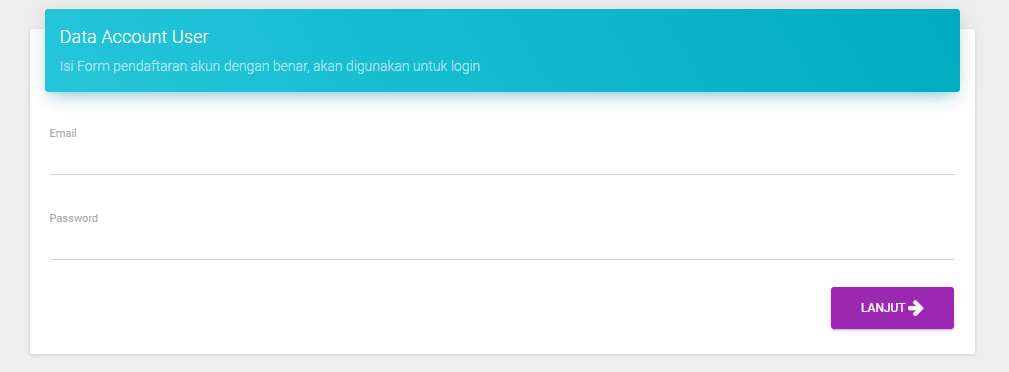 Data Account User
Isi Form pendaftaran akun dengan benar, akan digunakan untuk login
Email
Password
LANJUT